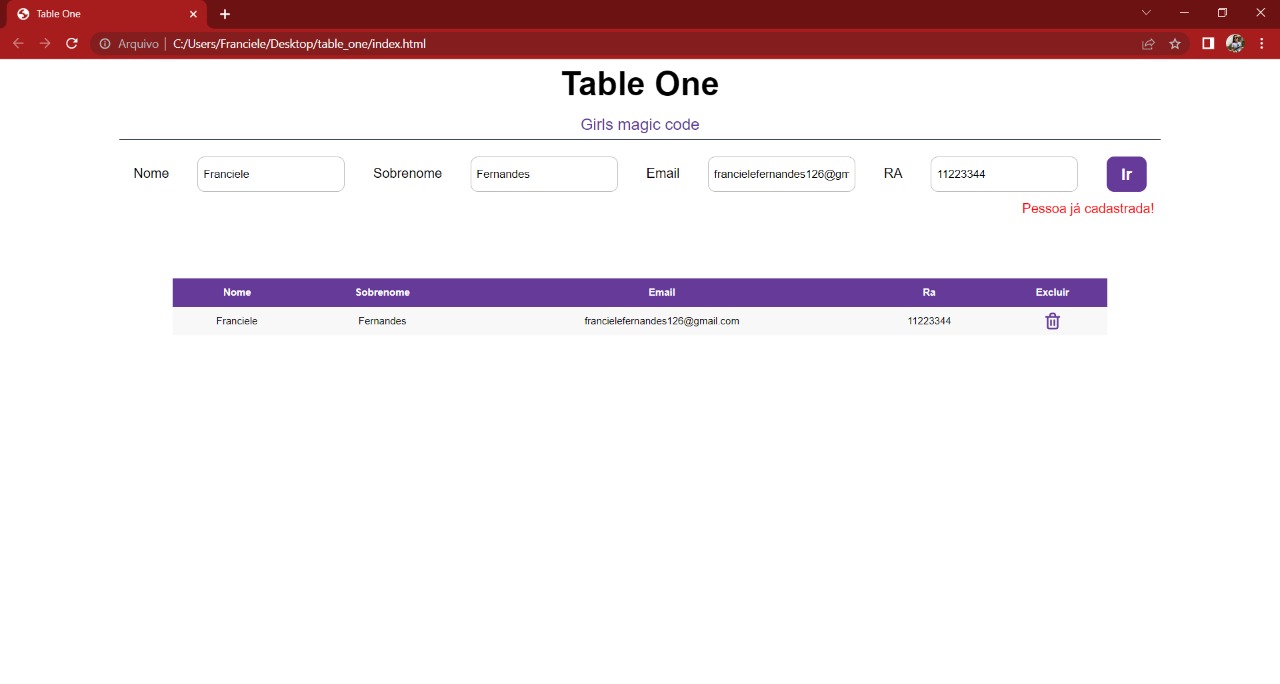 Table One
Arquivo | C:/Users/Franciele/Desktop/table_one/index.html
Table One
Girls magic code
Nome Franciele Sobrenome Fernandes Email francielefernandes126@gm RA 11223344 Ir
Pessoa já cadastrada!
Nome Sobrenome Email Ra Excluir
Franciele Fernandes francielefernandes126@gmail.com 11223344